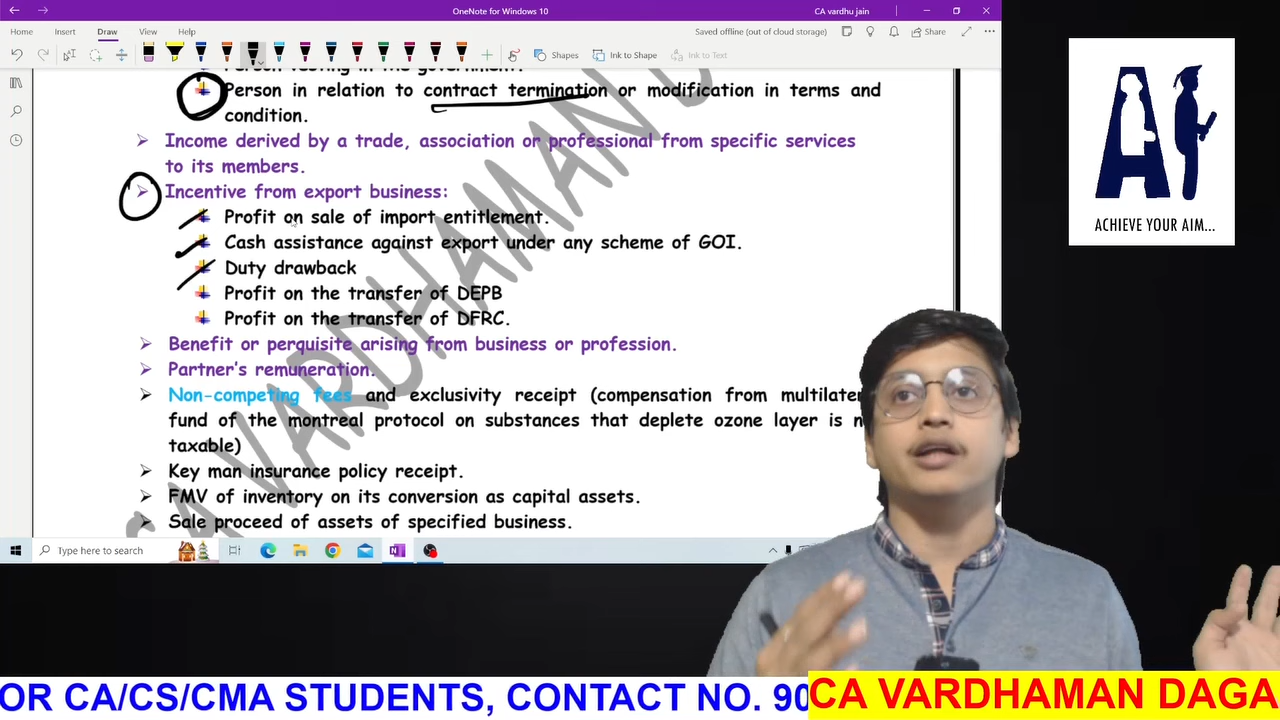 OneNote for Windows 10
CA vardhu jain
Home Insert Draw View Help
Saved offline (out of cloud storage)
Share
Shapes
Ink to Shape
Ink to Text
Person vesting in the government.
Person in relation to contract termination or modification in terms and
condition.
Income derived by a trade, association or professional from specific services
to its members.
Incentive from export business:
Profit on sale of import entitlement.
Cash assistance against export under any scheme of GOI.
Duty drawback
Profit on the transfer of DEPB
Profit on the transfer of DFRC.
Benefit or perquisite arising from business or profession.
Partner's remuneration.
Non-competing fees and exclusivity receipt (compensation from
fund of the montreal protocol on substances that deplete ozone layer is
taxable)
Key man insurance policy receipt.
FMV of inventory on its conversion as capital assets.
Sale proceed of assets of specified business.
CA VARDHAMAN D
Type here to search
A
ACHIEVE YOUR AIM...
OR CA/CS/CMA STUDENTS, CONTACT NO. 90
CA VARDHAMAN DAGA